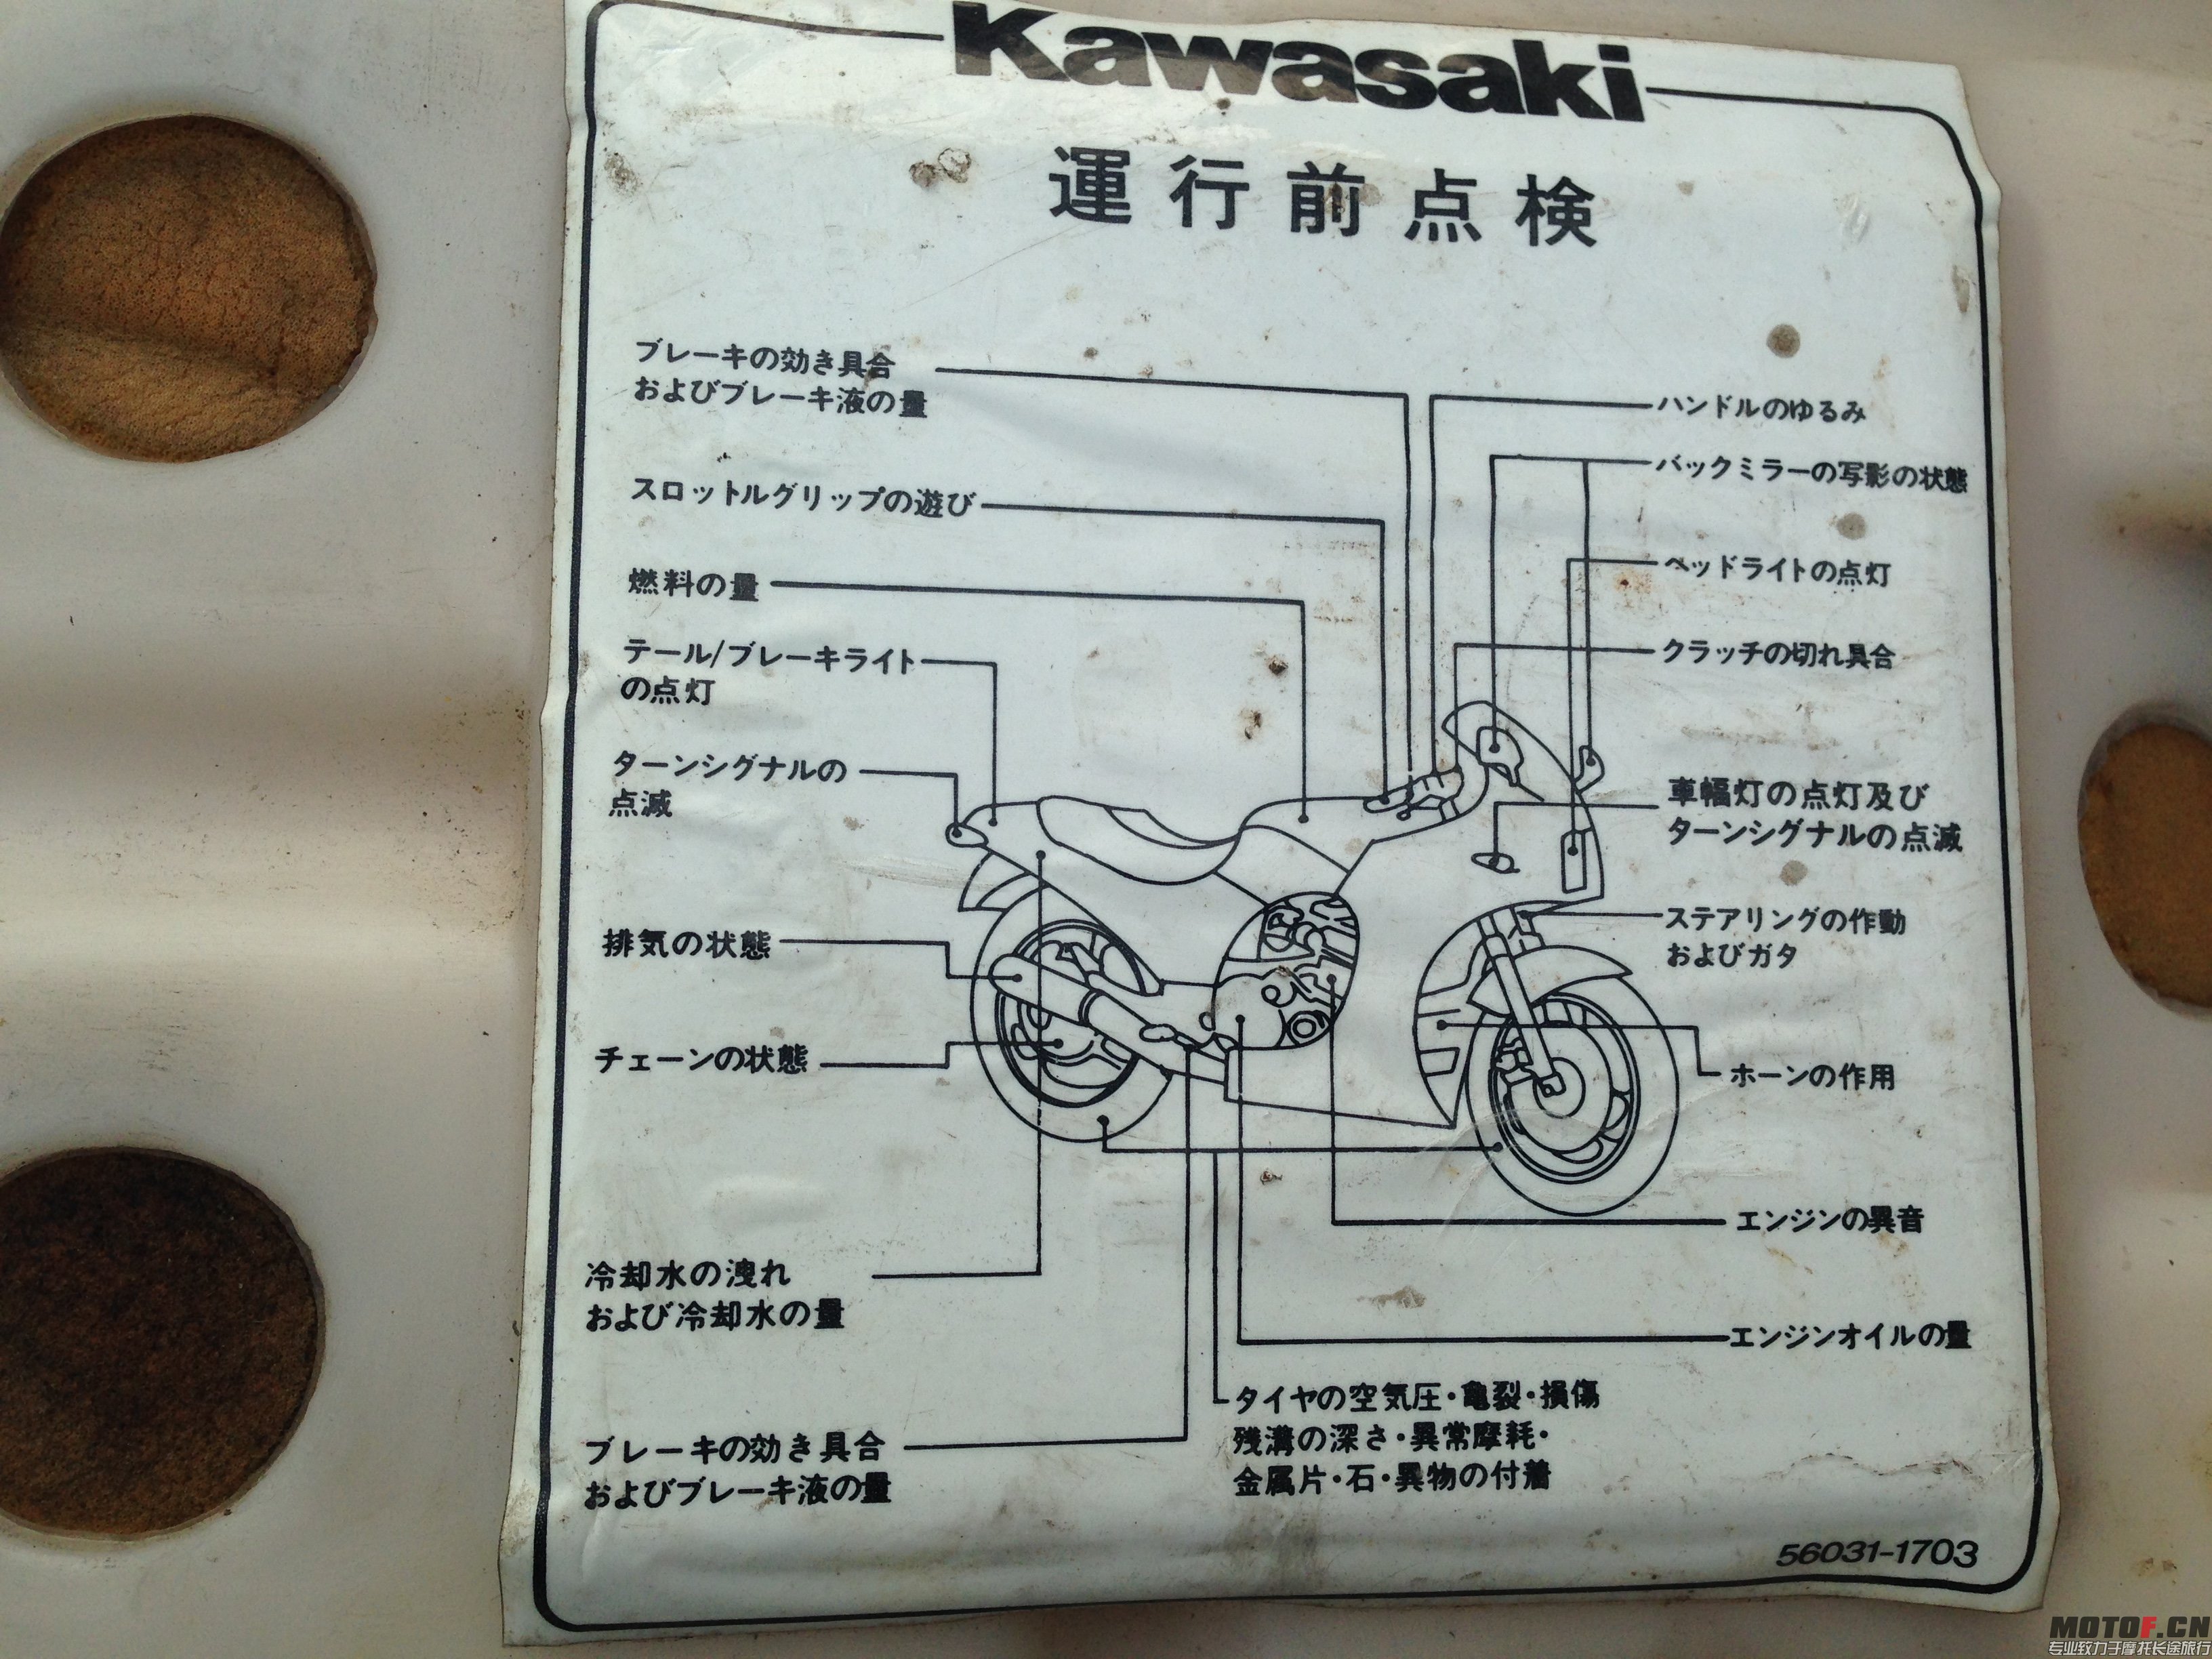 Kawasaki
運行前点検
ブレーキの効き具合
およびブレーキ液の量
スロットルグリップの遊び
燃料の量
テール/ブレーキライト
の点灯
ターンシグナルの
点滅
排気の状態
チェーンの状態
冷却水の洩れ
および冷却水の量
ブレーキの効き具合
およびブレーキ液の量
ハンドルのゆるみ
バックミラーの写影の状態
ヘッドライトの点灯
クラッチの切れ具合
車幅灯の点灯及び
ターンシグナルの点滅
ステアリングの作動
およびガタ
ホーンの作用
エンジンの異音
エンジンオイルの量
タイヤの空気圧・亀裂・損傷
残溝の深さ・異常摩耗・
金属片・石・異物の付着
56031-1703
MOTOF.CN
专业致力于摩托长途旅行